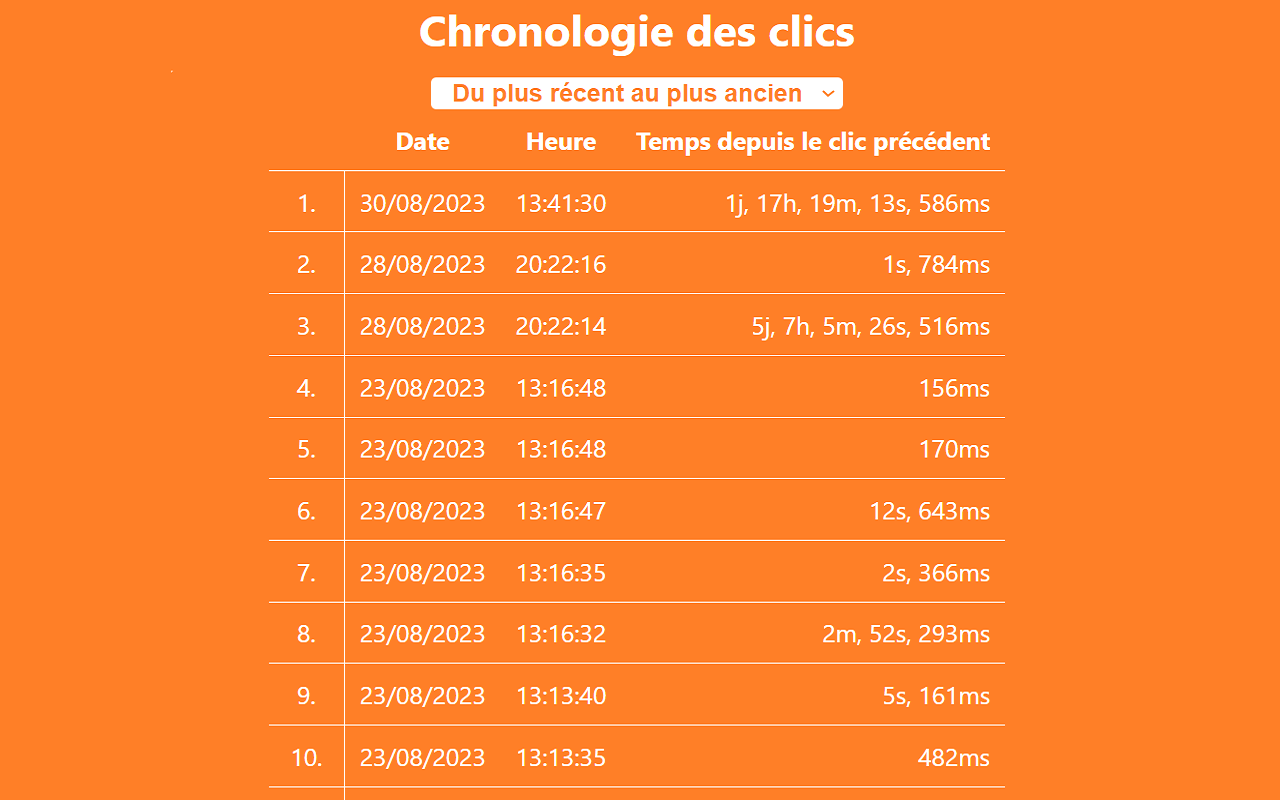 Chronologie des clics
Du plus récent au plus ancien
Date Heure Temps depuis le clic précédent
1. 30/08/2023 13:41:30 1j, 17h, 19m, 13s, 586ms
2. 28/08/2023 20:22:16 1s, 784ms
3. 28/08/2023 20:22:14 5j, 7h, 5m, 26s, 516ms
4. 23/08/2023 13:16:48 156ms
5. 23/08/2023 13:16:48 170ms
6. 23/08/2023 13:16:47 12s, 643ms
7. 23/08/2023 13:16:35 2s, 366ms
8. 23/08/2023 13:16:32 2m, 52s, 293ms
9. 23/08/2023 13:13:40 5s, 161ms
10. 23/08/2023 13:13:35 482ms